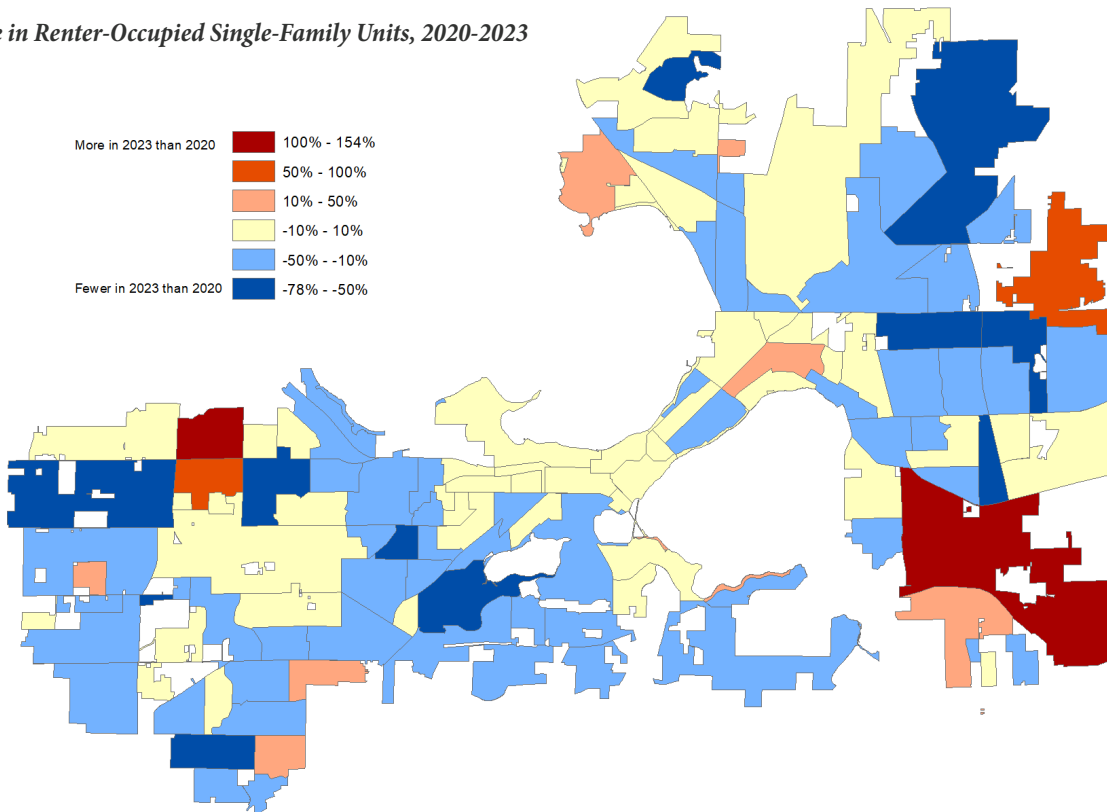 e in Renter-Occupied Single-Family Units, 2020-2023
More in 2023 than 2020
100% - 154%
50% - 100%
10% - 50%
-10% - 10%
-50% - -10%
Fewer in 2023 than 2020
-78% - -50%